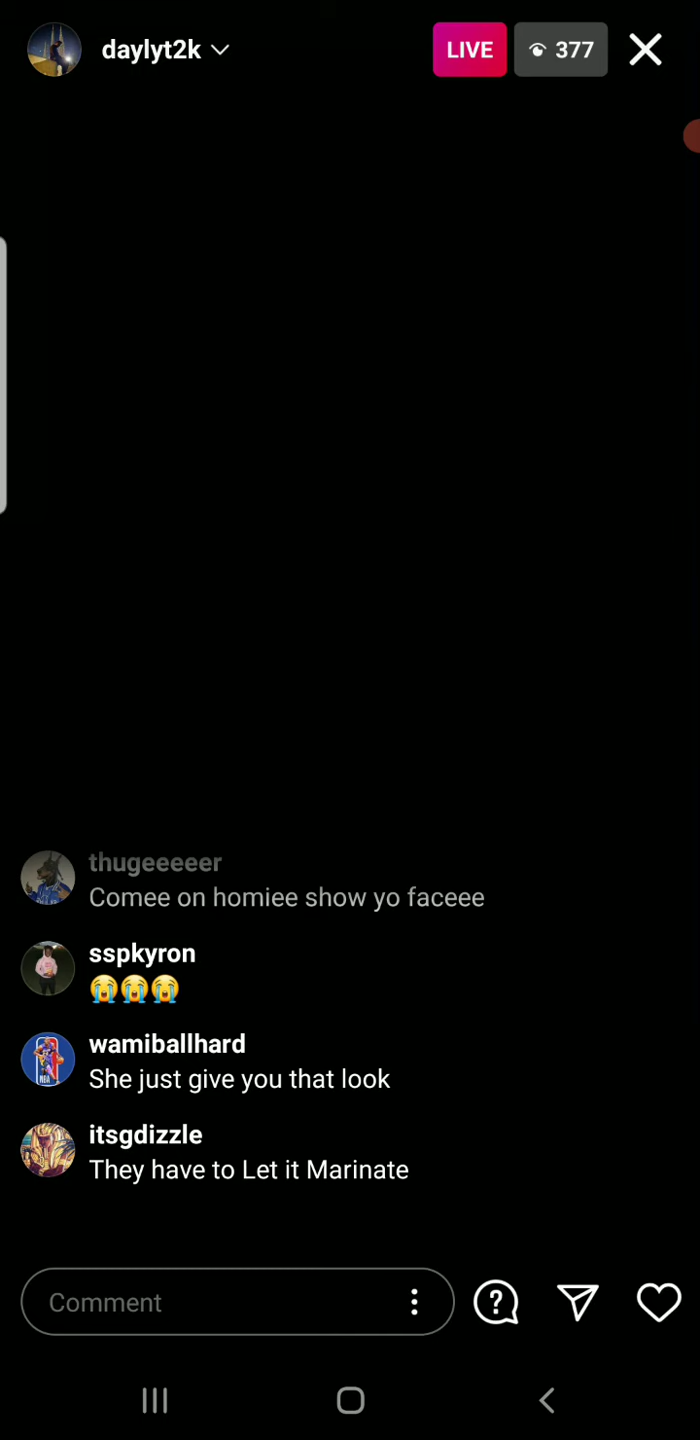 daylyt2k
LIVE
377
thugeeeeer
Comee on homiee show yo faceee
sspkyron
😭😭😭
wamiballhard
She just give you that look
itsgdizzle
They have to Let it Marinate
Comment